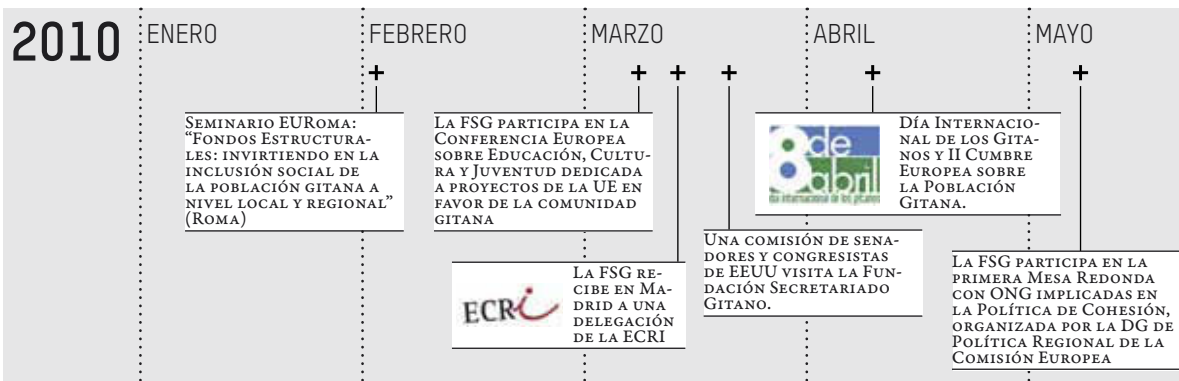 2010
ENERO
FEBRERO
MARZO
ABRIL
MAYO
SEMINARIO EUROMA:
“FONDOS ESTRUCTURA-
LES: INVIRTIENDO EN LA
INCLUSIÓN SOCIAL DE
LA POBLACIÓN GITANA A
NIVEL LOCAL Y REGIONAL”
(ROMA)
LA FSG PARTICIPA EN LA
CONFERENCIA EUROPEA
SOBRE EDUCACIÓN, CULTU-
RA Y JUVENTUD DEDICADA
A PROYECTOS DE LA UE EN
FAVOR DE LA COMUNIDAD
GITANA
ECRI
LA FSG RE-
CIBE EN MA-
DRID A UNA
DELEGACIÓN
DE LA ECRI
UNA COMISIÓN DE SENA-
DORES Y CONGRESISTAS
DE EEUU VISITA LA FUN-
DACIÓN SECRETARIADO
GITANO.
8 de
abril
día internacional de los gitanos
DÍA INTERNACIO-
NAL DE LOS GITA-
NOS Y II CUMBRE
EUROPEA SOBRE
LA POBLACIÓN
GITANA.
LA FSG PARTICIPA EN LA
PRIMERA MESA REDONDA
CON ONG IMPLICADAS EN
LA POLÍTICA DE COHESIÓN,
ORGANIZADA POR LA DG DE
POLÍTICA REGIONAL DE LA
COMISIÓN EUROPEA